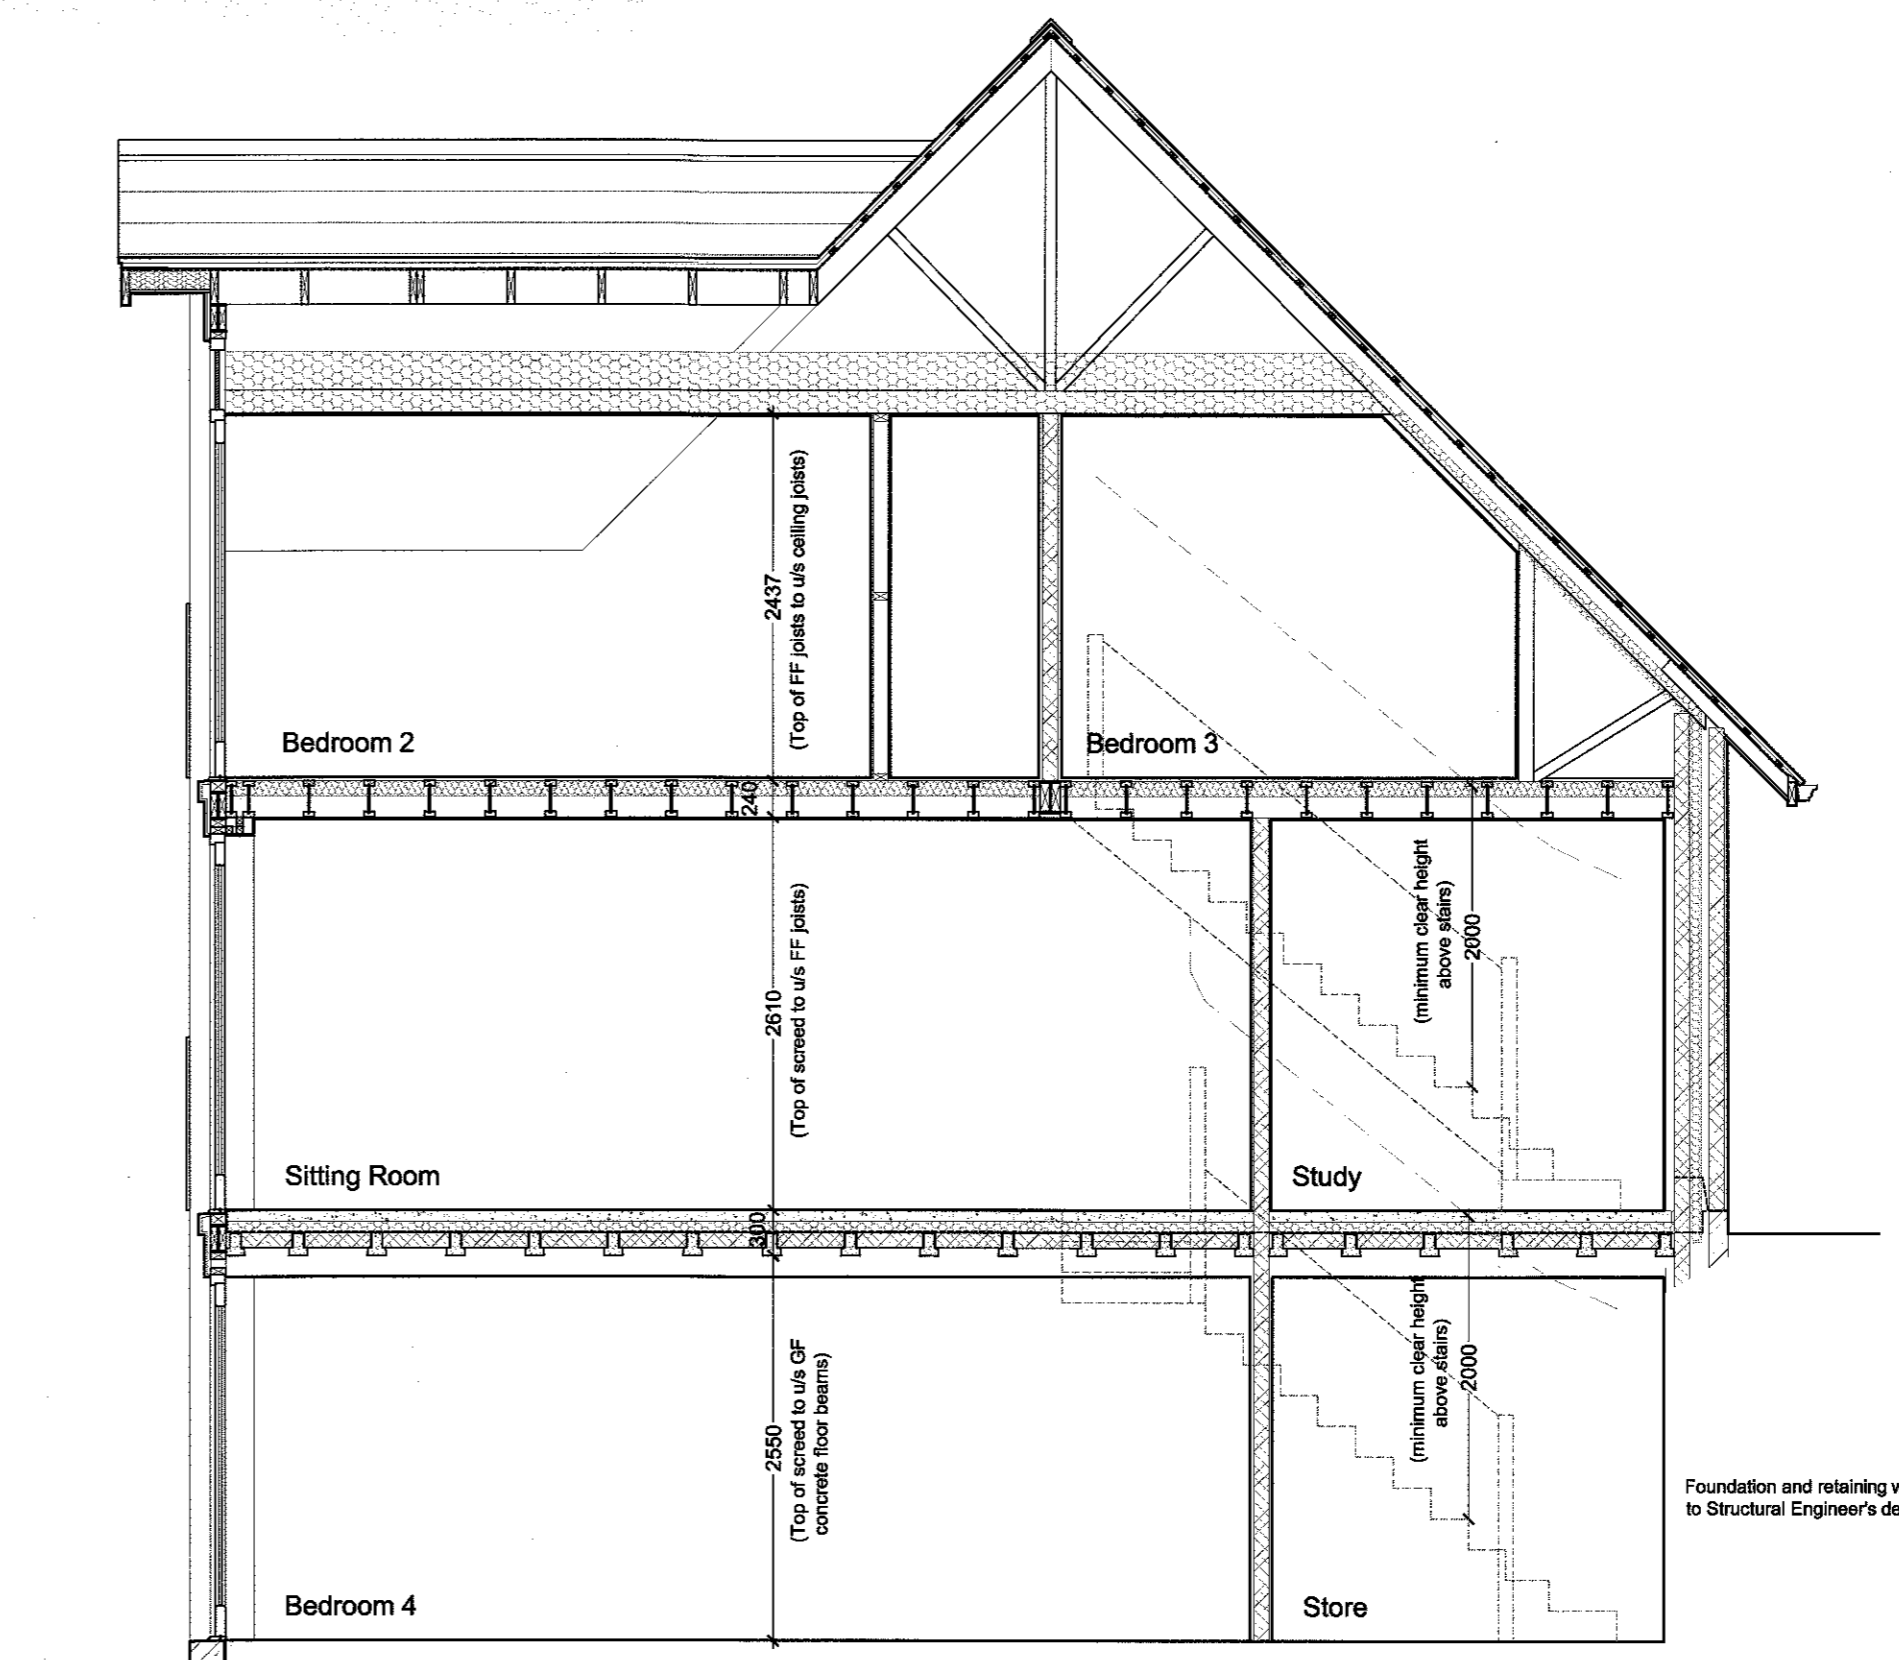 2437
(Top of FF joists to u/s ceiling joists)
Bedroom 2
Bedroom 3
240
2610
(Top of screed to u/s FF joists)
(minimum clear height
above stairs)
2000
Sitting Room
Study
300
2550
(Top of screed to u/s GF
concrete floor beams)
(minimum clear height
above stairs)
2000
Foundation and retaining w
to Structural Engineer's de
Bedroom 4
Store